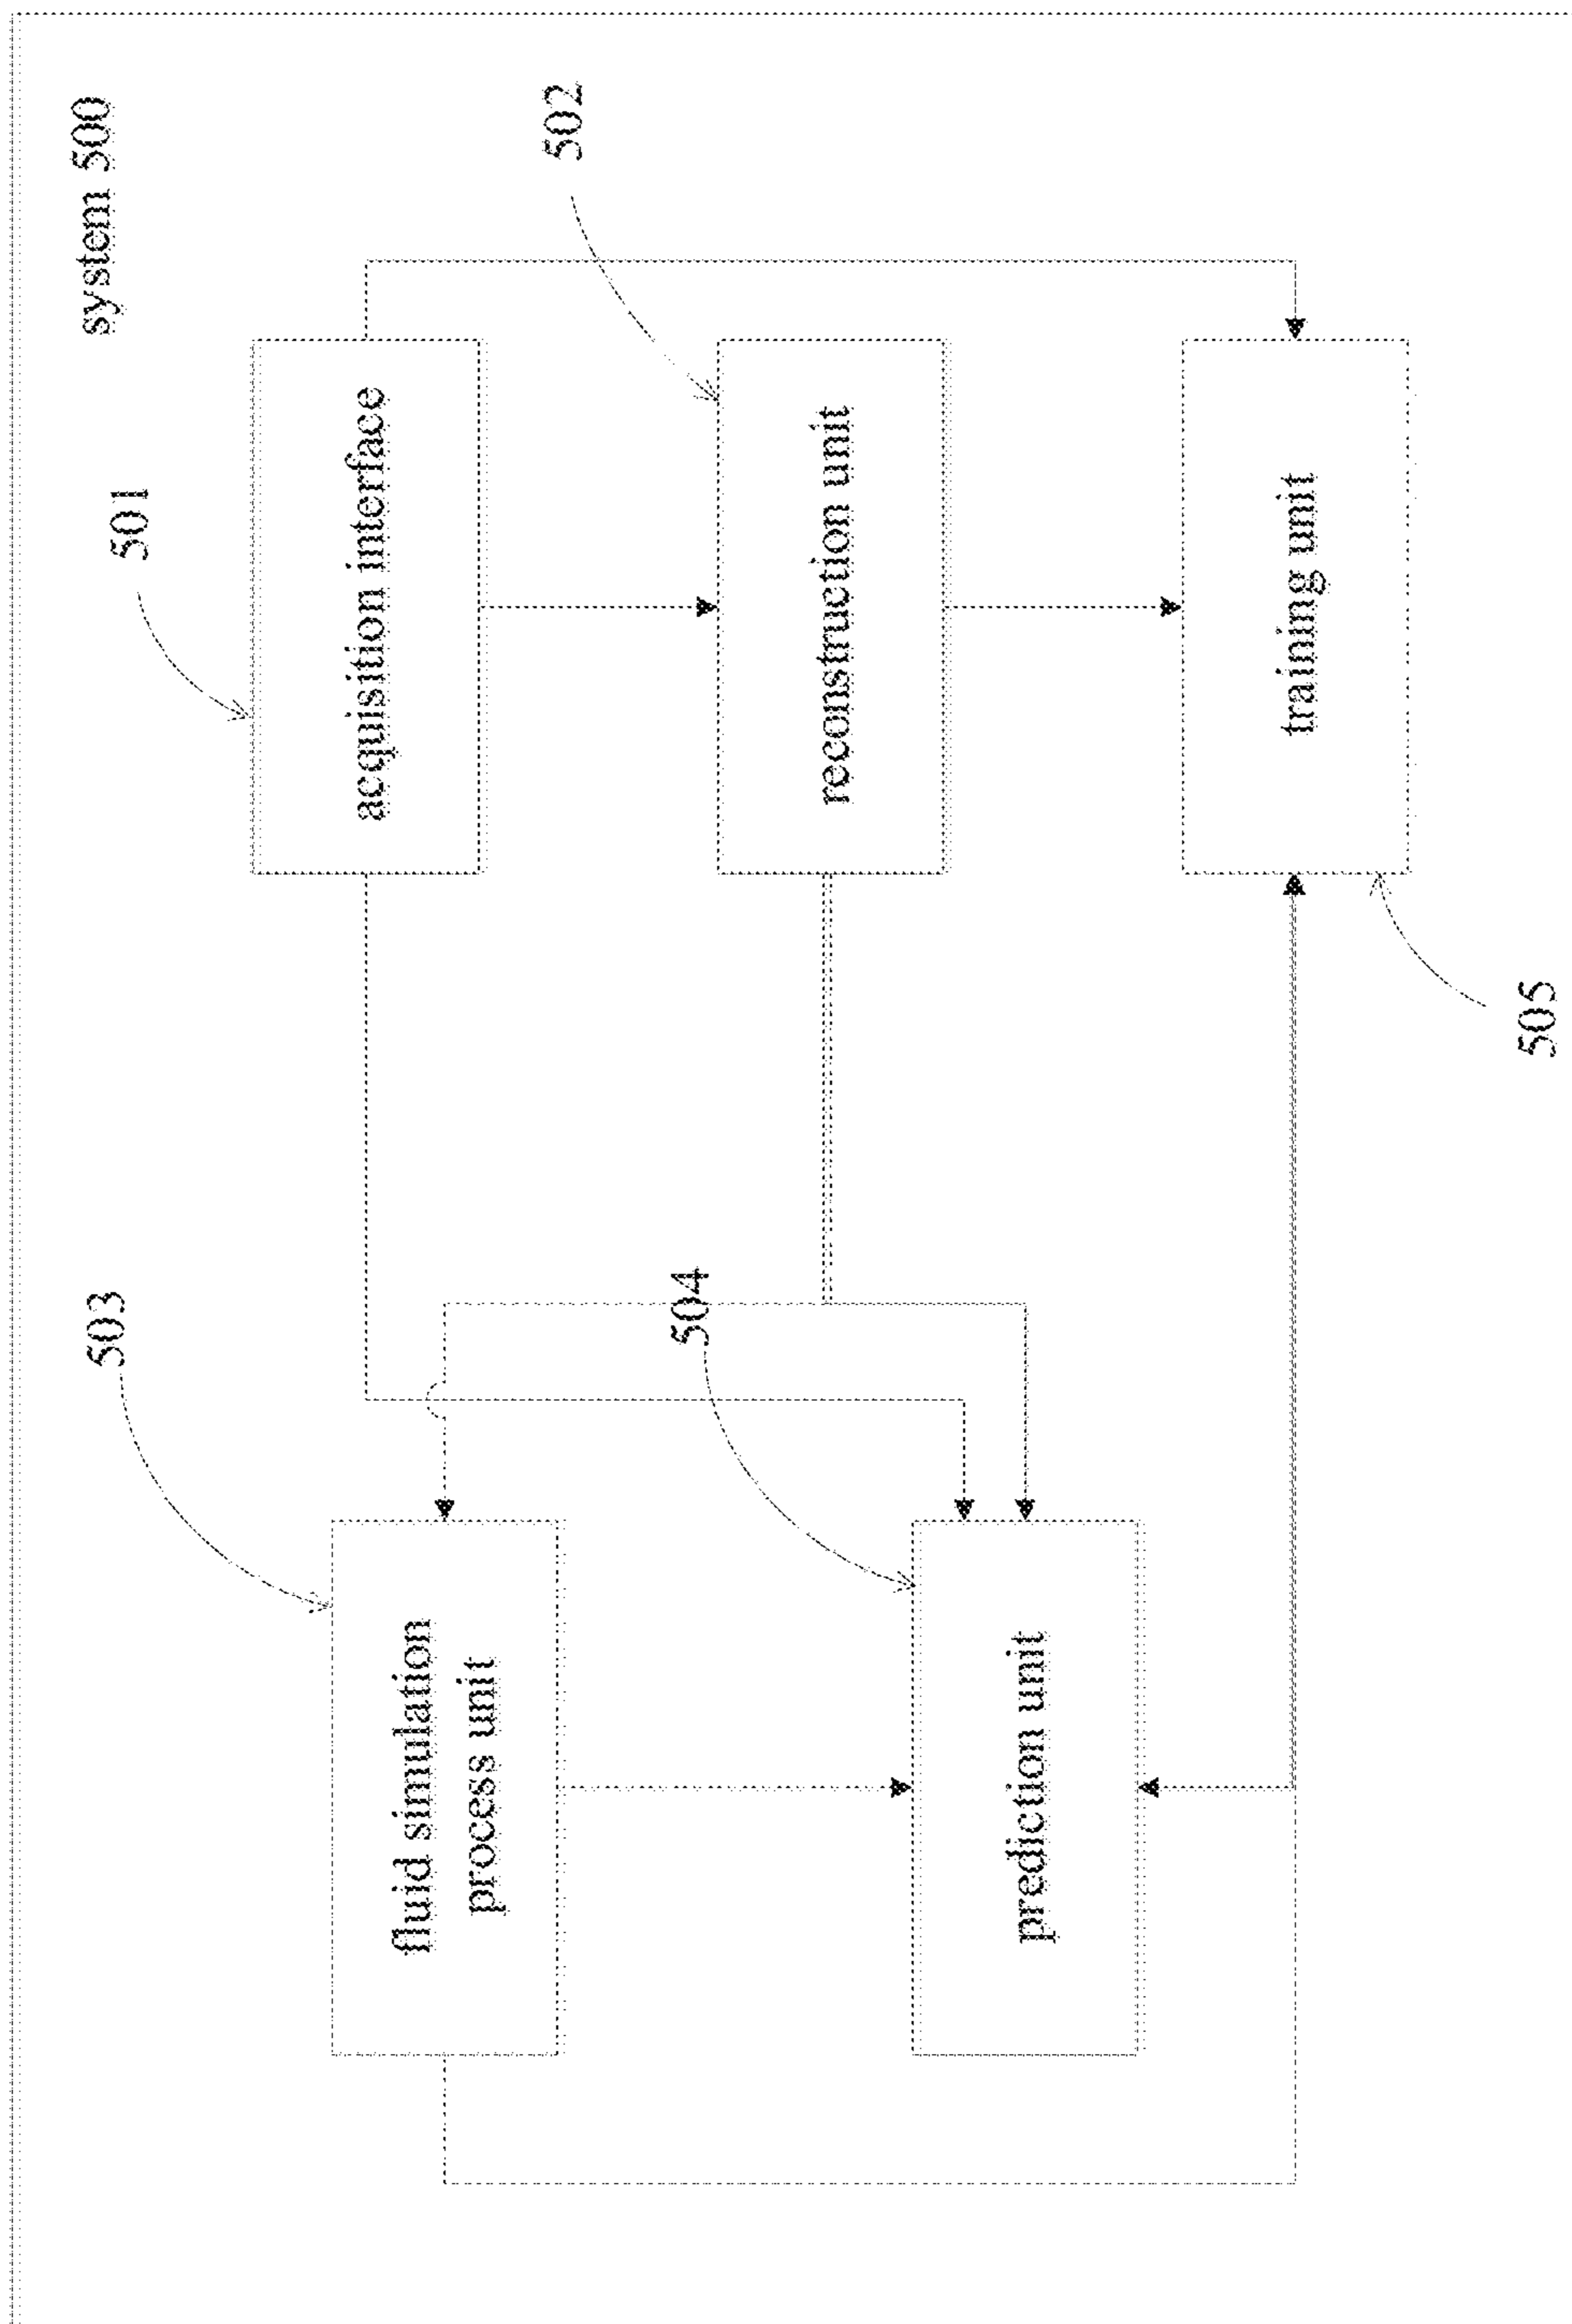 system 500
503
501
fluid simulation
process unit
acquisition interface
504
502
prediction unit
reconstruction unit
training unit
505